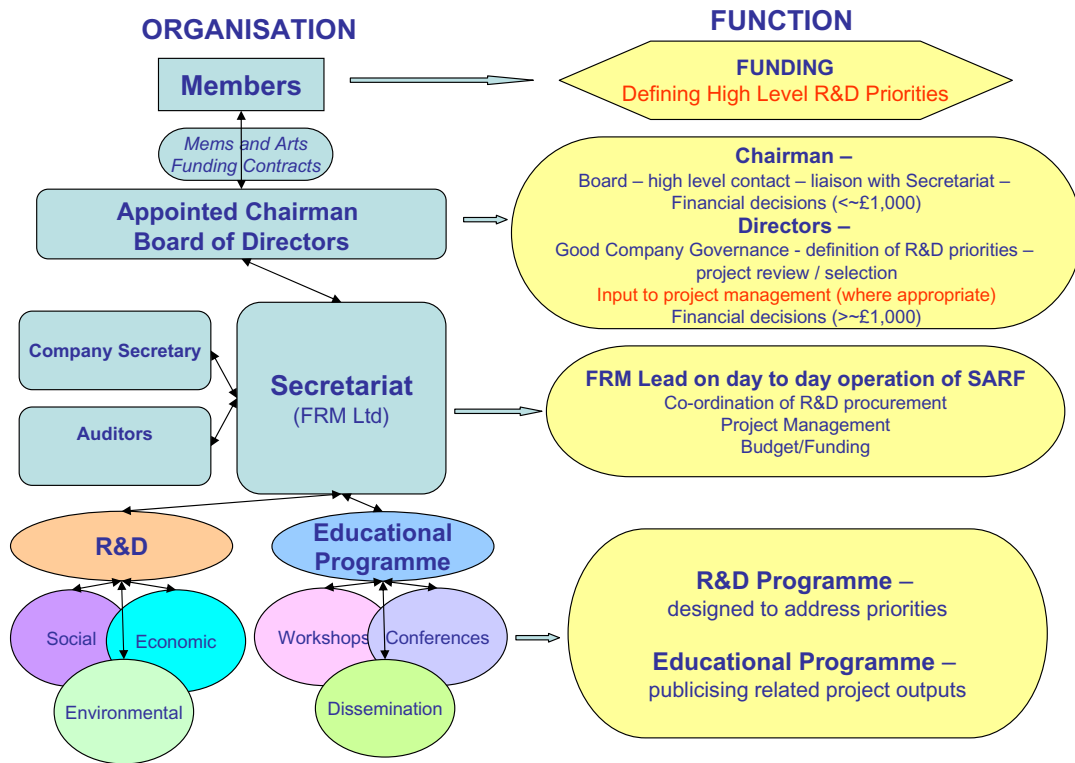 ORGANISATION
FUNCTION
Members
FUNDING
Defining High Level R&D Priorities
Mems and Arts
Funding Contracts
Appointed Chairman
Board of Directors
Chairman –
Board – high level contact – liaison with Secretariat –
Financial decisions (<~£1,000)
Directors –
Good Company Governance - definition of R&D priorities –
project review / selection
Input to project management (where appropriate)
Financial decisions (>~£1,000)
Company Secretary
Auditors
Secretariat
(FRM Ltd)
FRM Lead on day to day operation of SARF
Co-ordination of R&D procurement
Project Management
Budget/Funding
R&D
Social
Economic
Environmental
Educational
Programme
Workshops
Conferences
Dissemination
R&D Programme –
designed to address priorities
Educational Programme –
publicising related project outputs